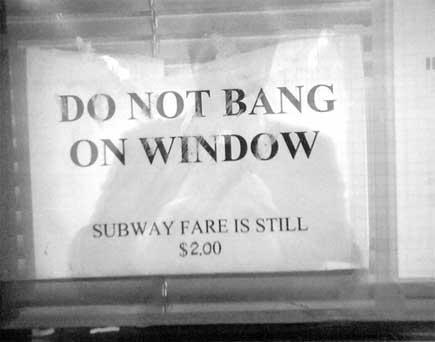 DO NOT BANG
ON WINDOW
SUBWAY FARE IS STILL
$2.00